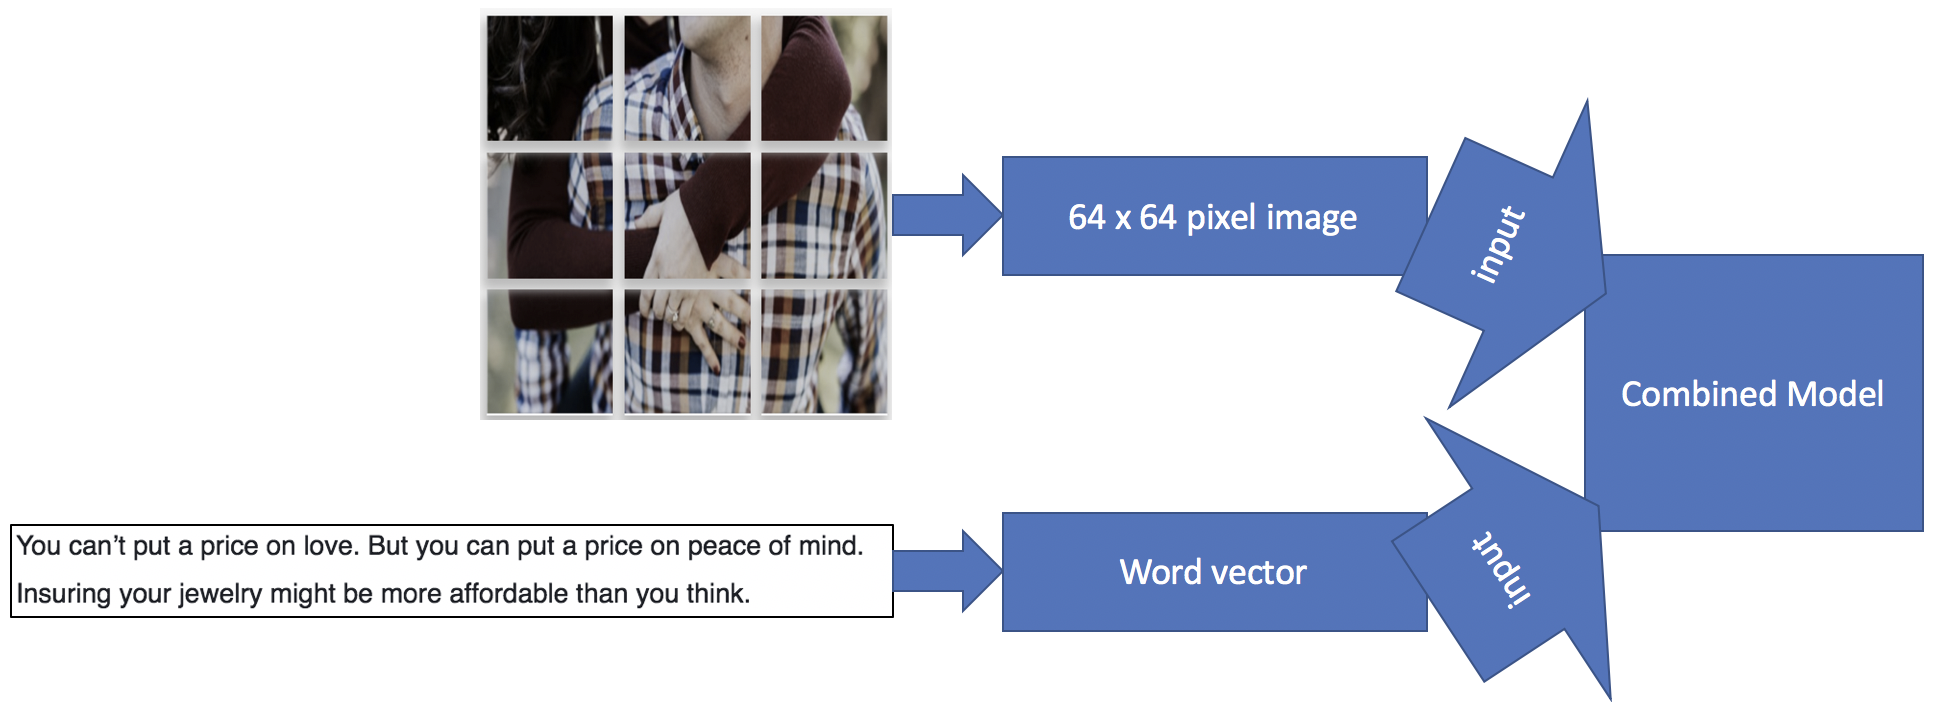 64 x 64 pixel image
input
Combined Model
You can’t put a price on love. But you can put a price on peace of mind.
Insuring your jewelry might be more affordable than you think.
Word vector
input